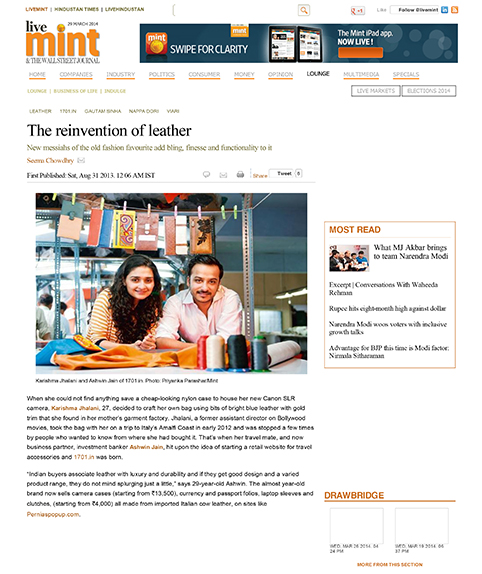 LIVEMINT | HINDUSTAN TIMES | LIVEHINDUSTAN
g+1
Like
Follow @livemint
29 MARCH 2014
live
mint
& THE WALL STREET JOURNAL
SWIPE FOR CLARITY
The Mint iPad app.
NOW LIVE!
HOME COMPANIES INDUSTRY POLITICS CONSUMER MONEY OPINION LOUNGE MULTIMEDIA SPECIALS
LOUNGE | BUSINESS OF LIFE | INDULGE
LIVE MARKETS ELECTIONS 2014
LEATHER 1701.IN GAUTAM SINHA NAPPA DORI VIARI
The reinvention of leather
New messiahs of the old fashion favourite add bling, finesse and functionality to it
Seema Chowdhry
First Published: Sat, Aug 31 2013. 12 06 AM IST
Share Tweet 0
Karishma Jhalani and Ashwin Jain of 1701.in. Photo: Priyanka Parashar/Mint
When she could not find anything save a cheap-looking nylon case to house her new Canon SLR
camera, Karishma Jhalani, 27, decided to craft her own bag using bits of bright blue leather with gold
trim that she found in her mother's garment factory. Jhalani, a former assistant director on Bollywood
movies, took the bag with her on a trip to Italy's Amalfi Coast in early 2012 and was stopped a few times
by people who wanted to know from where she had bought it. That's when her travel mate, and now
business partner, investment banker Ashwin Jain, hit upon the idea of starting a retail website for travel
accessories and 1701.in was born.
"Indian buyers associate leather with luxury and durability and if they get good design and a varied
product range, they do not mind splurging just a little," says 29-year-old Ashwin. The almost year-old
brand now sells camera cases (starting from ₹13,500), currency and passport folios, laptop sleeves and
clutches, (starting from ₹4,000) all made from imported Italian cow leather, on sites like
Perniaspopup.com.
MOST READ
What MJ Akbar brings
to team Narendra Modi
Excerpt | Conversations With Waheeda
Rehman
Rupee hits eight-month high against dollar
Narendra Modi woos voters with inclusive
growth talks
Advantage for BJP this time is Modi factor:
Nirmala Sitharaman
DRAWBRIDGE
WED, MAR 26 2014. 04
24 PM
WED, MAR 19 2014. 06
37 PM
MORE FROM THIS SECTION